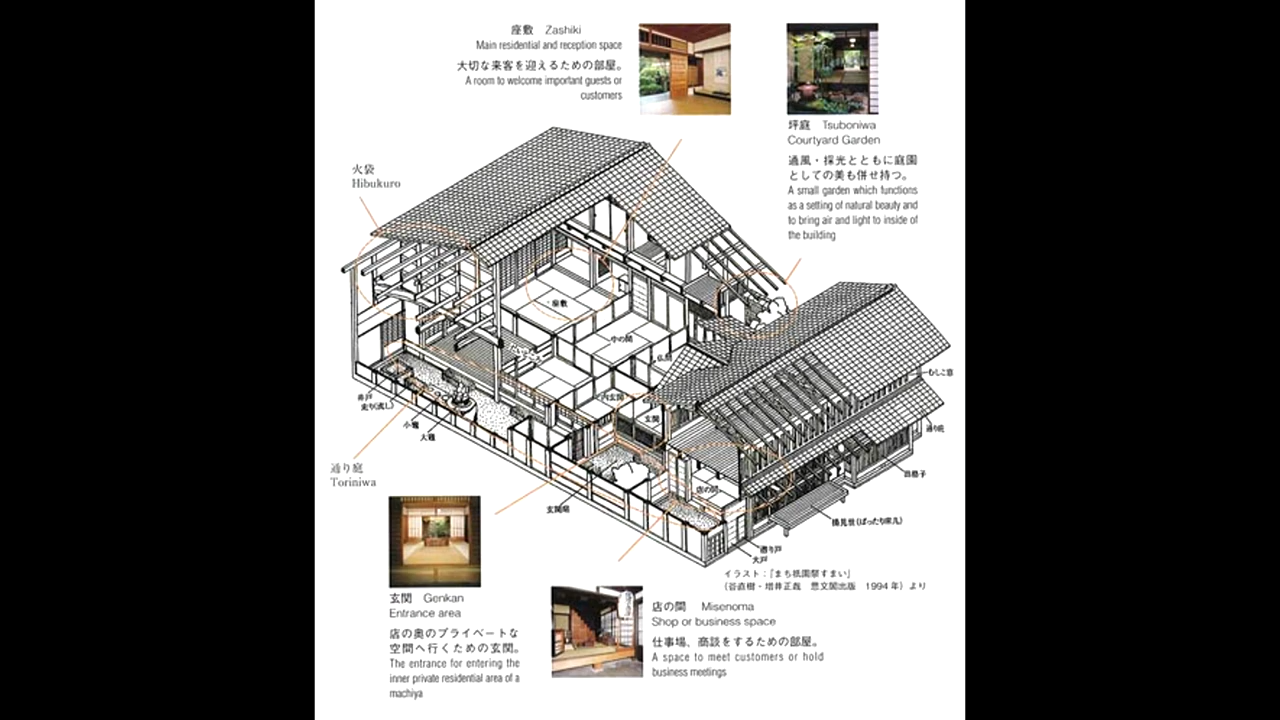 座敷 Zashiki
Main residential and reception space
大切な来客を迎えるための部屋。
A room to welcome important guests or
customers
坪庭 Tsuboniwa
Courtyard Garden
通風・採光とともに庭園
としての美も併せ持つ。
A small garden which functions
as a setting of natural beauty and
to bring air and light to inside of
the building
火袋
Hibukuro
座敷
中の間
仏間
内玄関
玄関
むしこ窓
通り庇
出格子
井戸
走り(流し)
小竈
大竈
通り庭
Toriniwa
玄関庭
店の間
揚見世(ばったり床几)
潜り戸
大戸
イラスト:『まち祇園祭すまい』
(谷直樹・増井正哉 思文閣出版 1994年)より
玄関 Genkan
Entrance area
店の奥のプライベートな
空間へ行くための玄関。
The entrance for entering the
inner private residential area of a
machiya
店の間 Misenoma
Shop or business space
仕事場、商談をするための部屋。
A space to meet customers or hold
business meetings